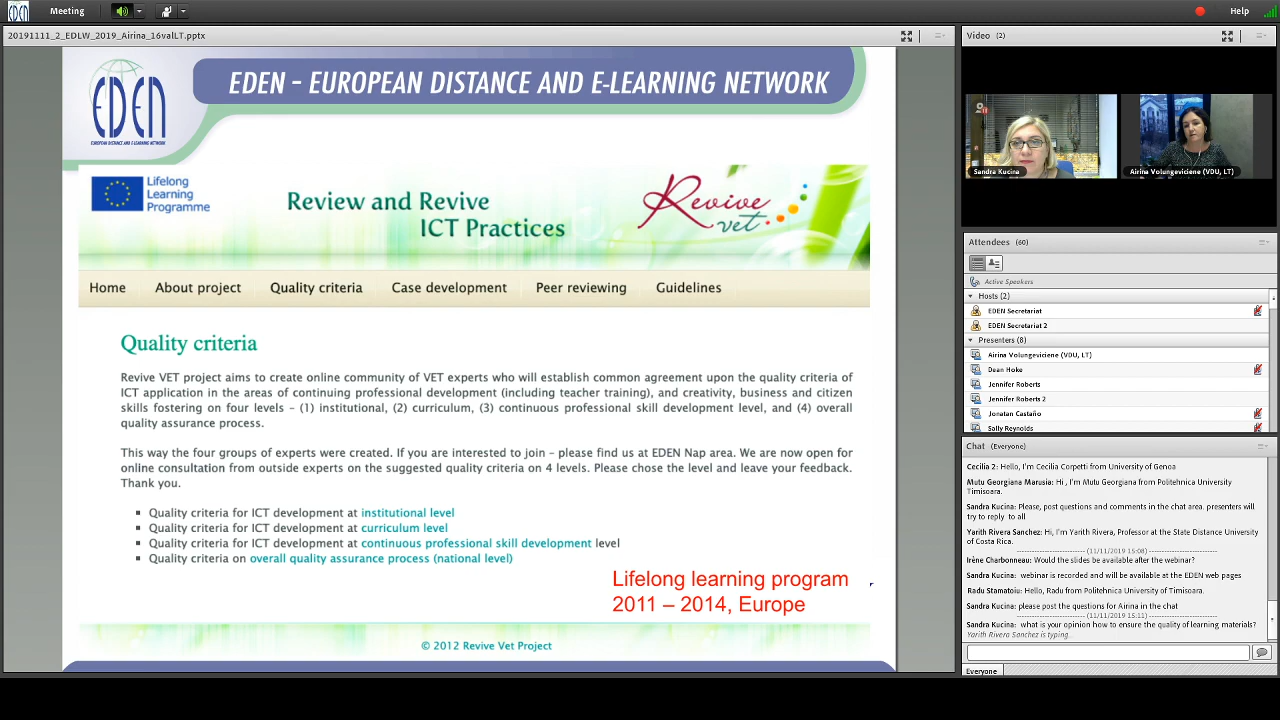 Meeting
Help
20191111_2_EDLW_2019_Airina_16valLT.pptx
EDEN
EUROPEAN DISTANCE AND E-LEARNING NETWORK
EDEN – EUROPEAN DISTANCE AND E-LEARNING NETWORK
Lifelong
Learning
Programme
Review and Revive
ICT Practices
Revive
vet
Home About project Quality criteria Case development Peer reviewing Guidelines
Quality criteria
Revive VET project aims to create online community of VET experts who will establish common agreement upon the quality criteria of
ICT application in the areas of continuing professional development (including teacher training), and creativity, business and citizen
skills fostering on four levels – (1) institutional, (2) curriculum, (3) continuous professional skill development level, and (4) overall
quality assurance process.
This way the four groups of experts were created. If you are interested to join – please find us at EDEN Nap area. We are now open for
online consultation from outside experts on the suggested quality criteria on 4 levels. Please chose the level and leave your feedback.
Thank you.
Quality criteria for ICT development at institutional level
Quality criteria for ICT development at curriculum level
Quality criteria for ICT development at continuous professional skill development level
Quality criteria on overall quality assurance process (national level)
Lifelong learning program
2011 – 2014, Europe
© 2012 Revive Vet Project
Video (2)
Sandra Kucina
Airina Volungeviciene (VDU, LT)
Attendees (60)
Active Speakers
Hosts (2)
EDEN Secretariat
EDEN Secretariat 2
Presenters (8)
Airina Volungeviciene (VDU, LT)
Dean Hoke
Jennifer Roberts
Jennifer Roberts 2
Jonatan Castaño
Sally Reynolds
Chat (Everyone)
Cecilia 2: Hello, I'm Cecilia Corpetti from University of Genoa
Mutu Georgiana Marusia: Hi , I'm Mutu Georgiana from Politehnica University
Timisoara.
Sandra Kucina: Please, post questions and comments in the chat area. presenters will
try to reply to all
Yarith Rivera Sanchez: Hi, I'm Yarith Rivera, Professor at the State Distance University
of Costa Rica.
(11/11/2019 15:08)
Irène Charbonneau: Would the slides be available after the webinar?
Sandra Kucina: webinar is recorded and will be available at the EDEN web pages
Radu Stamatoiu: Hello, Radu from Politehnica University of Timisoara.
Sandra Kucina: please post the questions for Airina in the chat
(11/11/2019 15:11)
Sandra Kucina: what is your opinion how to ensure the quality of learning materials?
Yarith Rivera Sanchez is typing...
Everyone